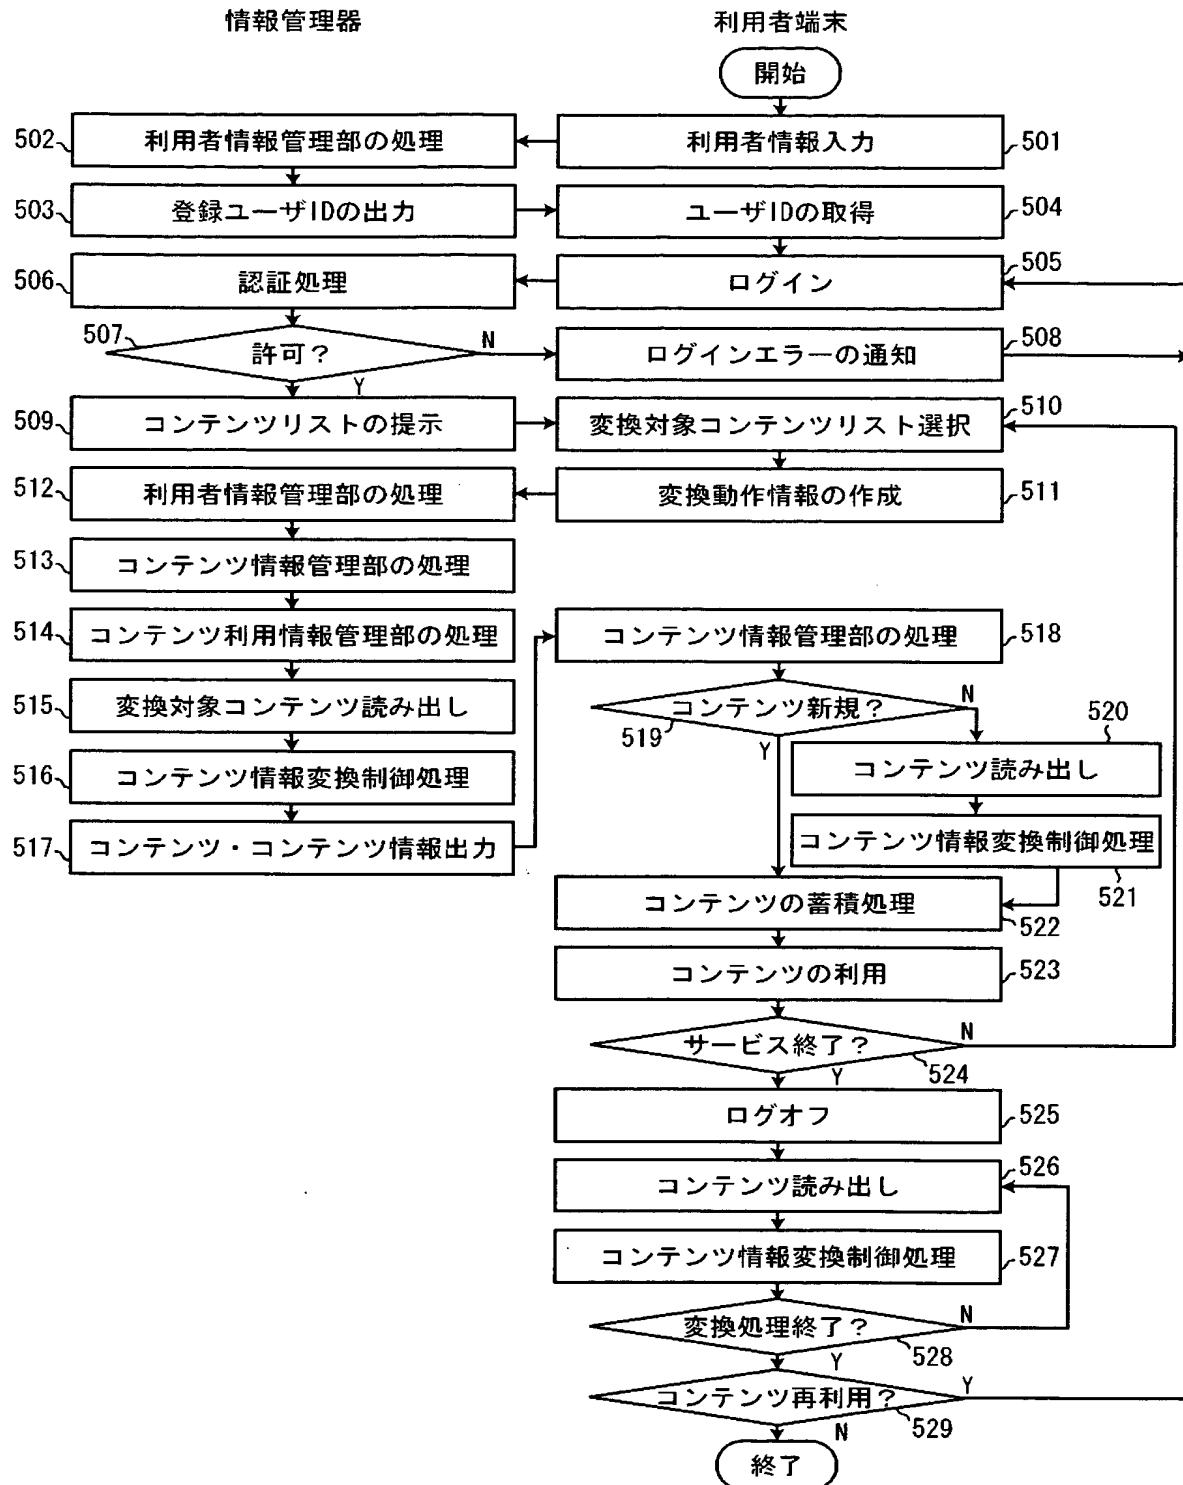 情報管理器
利用者端末
開始
502
利用者情報管理部の処理
利用者情報入力
501
503
登録ユーザIDの出力
ユーザIDの取得
504
506
認証処理
ログイン
505
507
許可?
N
Y
ログインエラーの通知
508
509
コンテンツリストの提示
変換対象コンテンツリスト選択
510
512
利用者情報管理部の処理
変換動作情報の作成
511
513
コンテンツ情報管理部の処理
514
コンテンツ利用情報管理部の処理
コンテンツ情報管理部の処理
518
515
変換対象コンテンツ読み出し
コンテンツ新規?
519
N
Y
520
コンテンツ読み出し
516
コンテンツ情報変換制御処理
517
コンテンツ・コンテンツ情報出力
コンテンツ情報変換制御処理
521
コンテンツの蓄積処理
522
コンテンツの利用
523
サービス終了?
N
524
Y
ログオフ
525
コンテンツ読み出し
526
コンテンツ情報変換制御処理
527
変換処理終了?
N
528
Y
コンテンツ再利用?
Y
529
N
終了